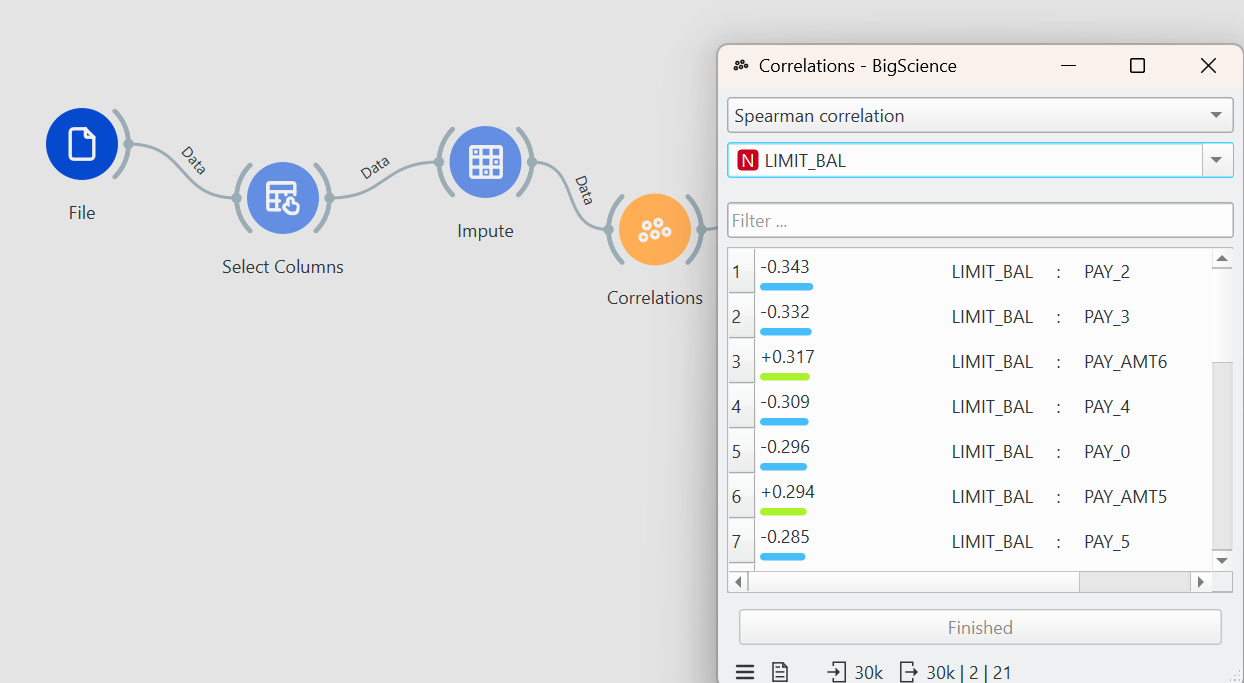 File
Data
Select Columns
Data
Impute
Data
Correlations
Correlations - BigScience
Spearman correlation
N LIMIT_BAL
Filter ...
1 -0.343 LIMIT_BAL : PAY_2
2 -0.332 LIMIT_BAL : PAY_3
3 +0.317 LIMIT_BAL : PAY_AMT6
4 -0.309 LIMIT_BAL : PAY_4
5 -0.296 LIMIT_BAL : PAY_0
6 +0.294 LIMIT_BAL : PAY_AMT5
7 -0.285 LIMIT_BAL : PAY_5
Finished
30k 30k | 2 | 21